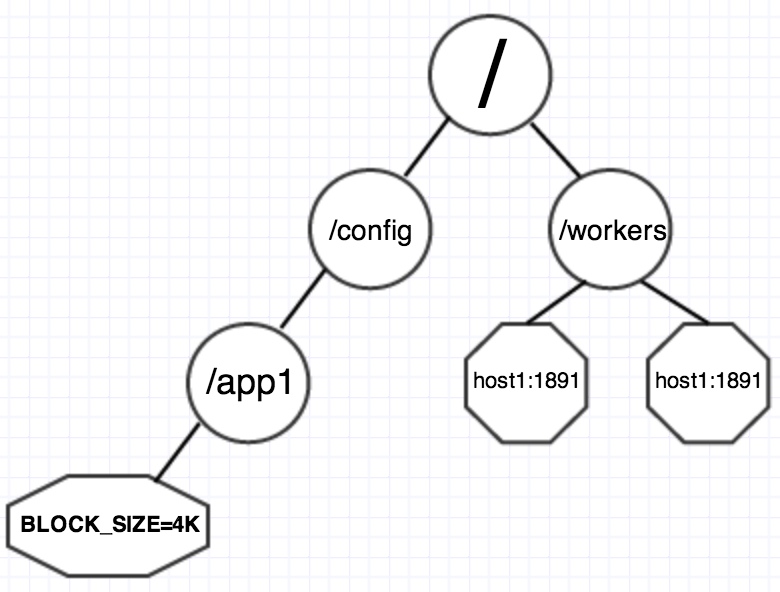 /
/config
/workers
/app1
host1:1891
host1:1891
BLOCK_SIZE=4K